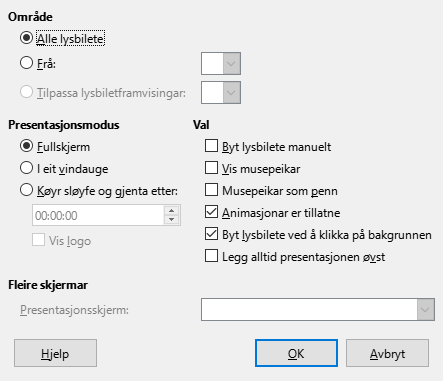 Område
Alle lysbilete
Frå:
Tilpassa lysbiletframvisingar:
Presentasjonsmodus
Fullskjerm
I eit vindauge
Køyr sløyfe og gjenta etter:
00:00:00
Vis logo
Val
Byt lysbilete manuelt
Vis musepeikar
Musepeikar som penn
Animasjonar er tillatne
Byt lysbilete ved å klikka på bakgrunnen
Legg alltid presentasjonen øvst
Fleire skjermar
Presentasjonsskjerm:
Hjelp
OK
Avbryt